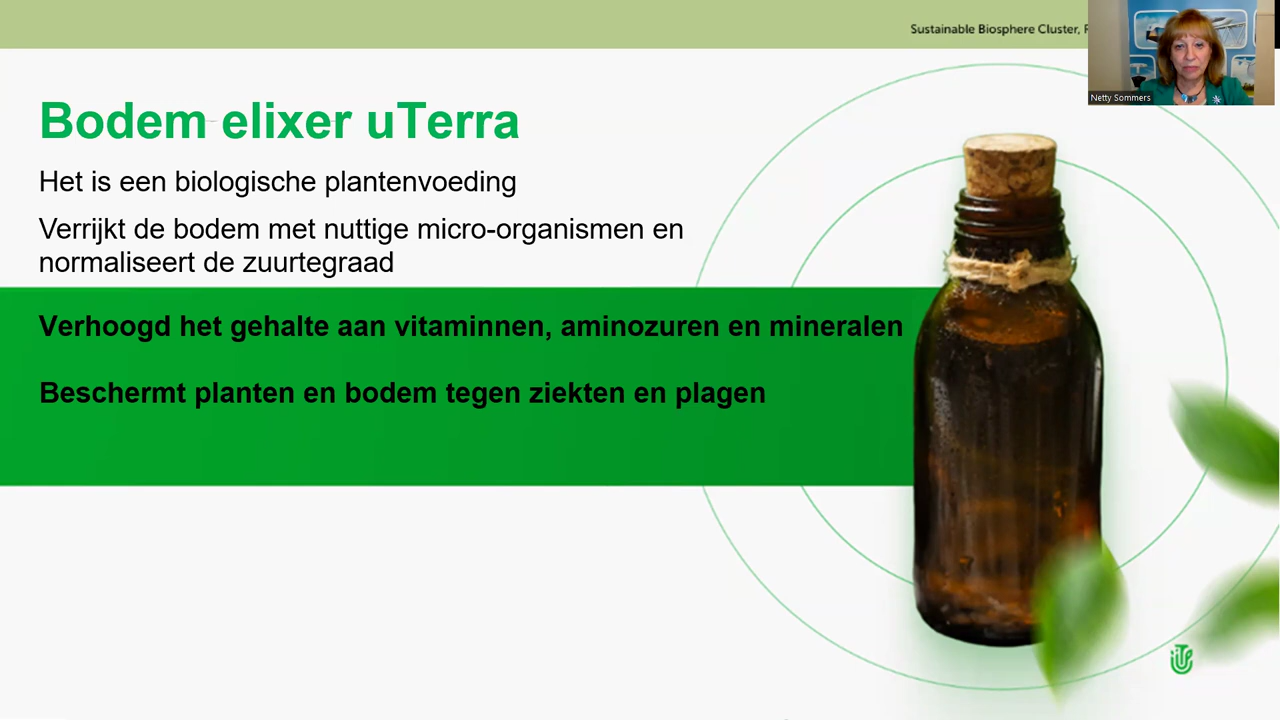 Sustainable Biosphere Cluster,
Netty Sommers
Bodem elixer uTerra
Het is een biologische plantenvoeding
Verrijkt de bodem met nuttige micro-organismen en
normaliseert de zuurtegraad
Verhoogd het gehalte aan vitaminnen, aminozuren en mineralen
Beschermt planten en bodem tegen ziekten en plagen